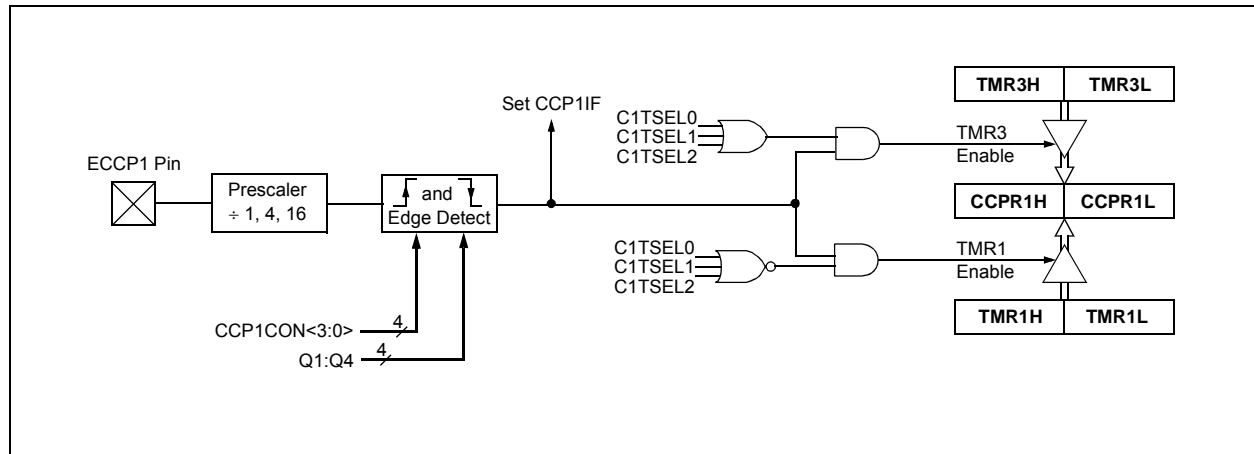 TMR3H TMR3L
Set CCP1IF
C1TSEL0
C1TSEL1
C1TSEL2
TMR3
Enable
ECCP1 Pin
Prescaler
÷ 1, 4, 16
and
Edge Detect
CCPR1H CCPR1L
C1TSEL0
C1TSEL1
C1TSEL2
TMR1
Enable
TMR1H TMR1L
CCP1CON<3:0> 4
Q1:Q4 4